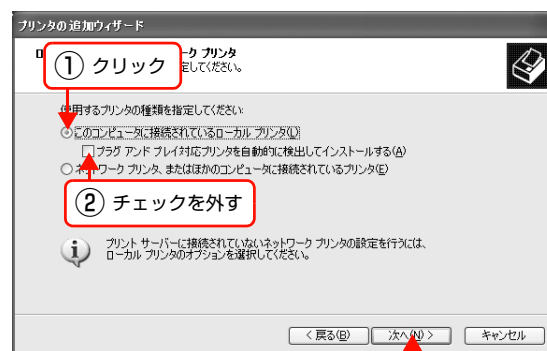 プリンタの追加ウィザード
ク プリンタ
① クリック
定してください。
使用するプリンタの種類を指定してください:
このコンピュータに接続されているローカル プリンタ(L)
プラグ アンド プレイ対応プリンタを自動的に検出してインストールする(A)
ネットワーク プリンタ、またはほかのコンピュータに接続されているプリンタ(E)
② チェックを外す
プリント サーバーに接続されていないネットワーク プリンタの設定を行うには、
ローカル プリンタのオプションを選択してください。
< 戻る(B)
次へ(N) >
キャンセル